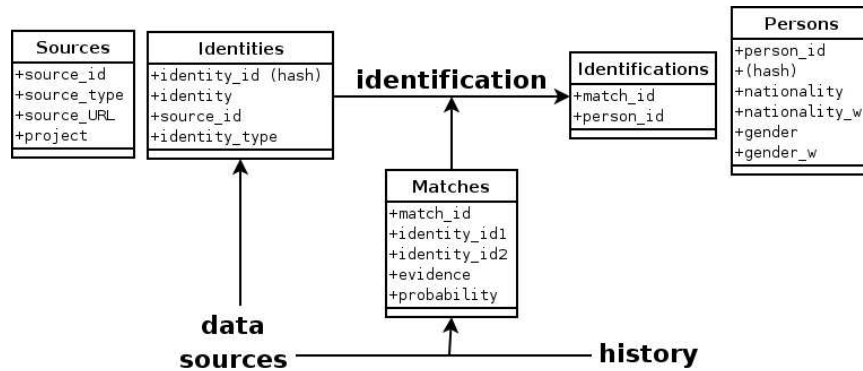 Sources
+source_id
+source_type
+source_URL
+project
Identities
+identity_id (hash)
+identity
+source_id
+identity_type
identification
Identifications
+match_id
+person_id
Persons
+person_id
+(hash)
+nationality
+nationality_w
+gender
+gender_w
Matches
+match_id
+identity_id1
+identity_id2
+evidence
+probability
data
sources
history